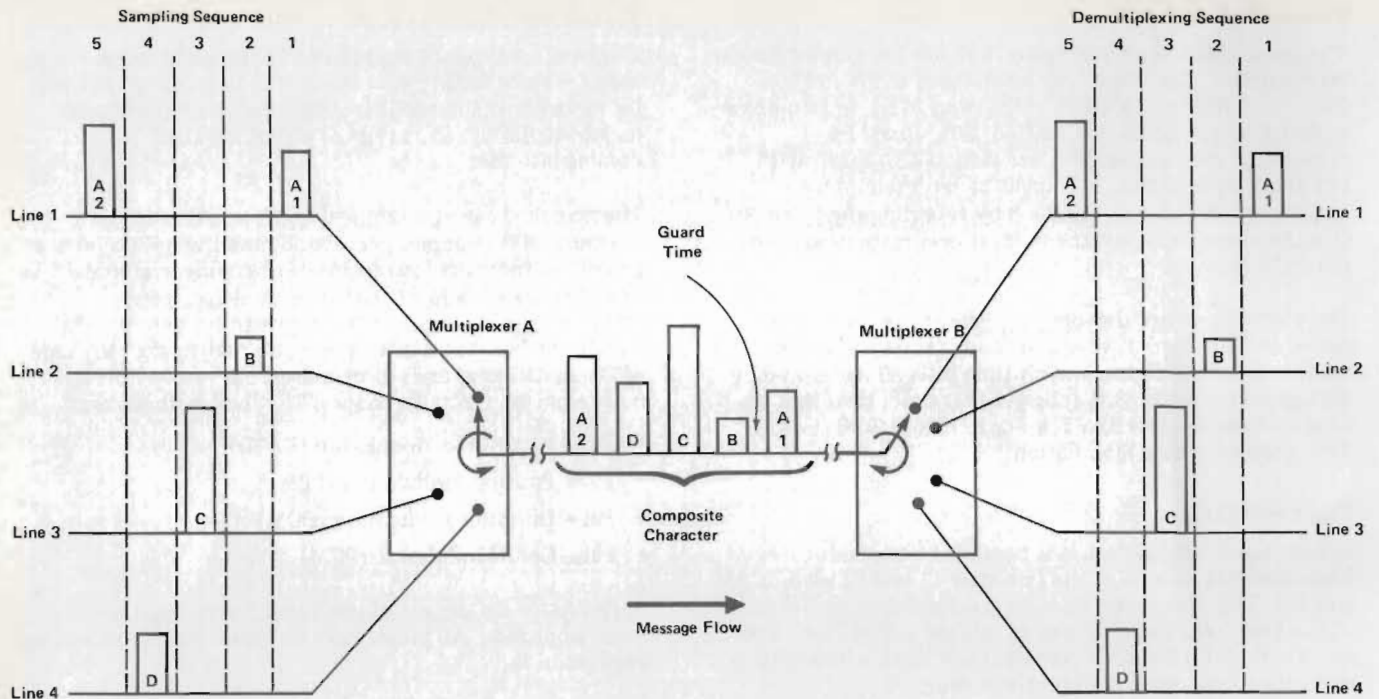 Sampling Sequence
5 4 3 2 1
Demultiplexing Sequence
5 4 3 2 1
A
2
A
1
Line 1
B
Line 2
C
Line 3
D
Line 4
Multiplexer A
Guard
Time
A
2
D
C
B
A
1
Composite
Character
Message Flow
Multiplexer B
A
2
A
1
Line 1
B
Line 2
C
Line 3
D
Line 4